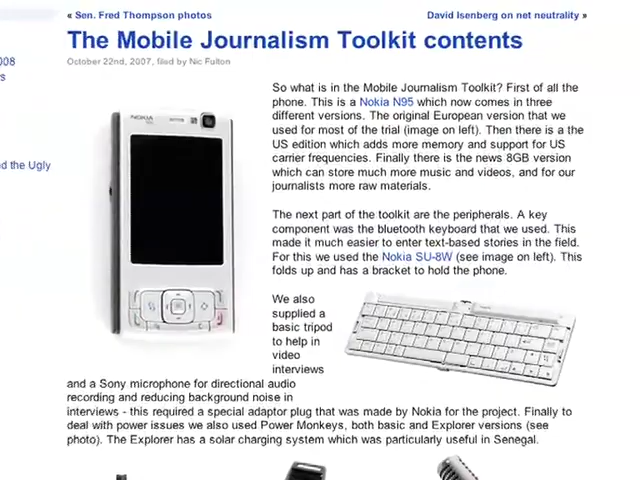 « Sen. Fred Thompson photos
David Isenberg on net neutrality »
The Mobile Journalism Toolkit contents
October 22nd, 2007, filed by Nic Fulton
008
s
d the Ugly
NOKIA
So what is in the Mobile Journalism Toolkit? First of all the
phone. This is a Nokia N95 which now comes in three
different versions. The original European version that we
used for most of the trial (image on left). Then there is a the
US edition which adds more memory and support for US
carrier frequencies. Finally there is the news 8GB version
which can store much more music and videos, and for our
journalists more raw materials.
The next part of the toolkit are the peripherals. A key
component was the bluetooth keyboard that we used. This
made it much easier to enter text-based stories in the field.
For this we used the Nokia SU-8W (see image on left). This
folds up and has a bracket to hold the phone.
We also
supplied a
basic tripod
to help in
video
interviews
and a Sony microphone for directional audio
recording and reducing background noise in
interviews - this required a special adaptor plug that was made by Nokia for the project. Finally to
deal with power issues we also used Power Monkeys, both basic and Explorer versions (see
photo). The Explorer has a solar charging system which was particularly useful in Senegal.